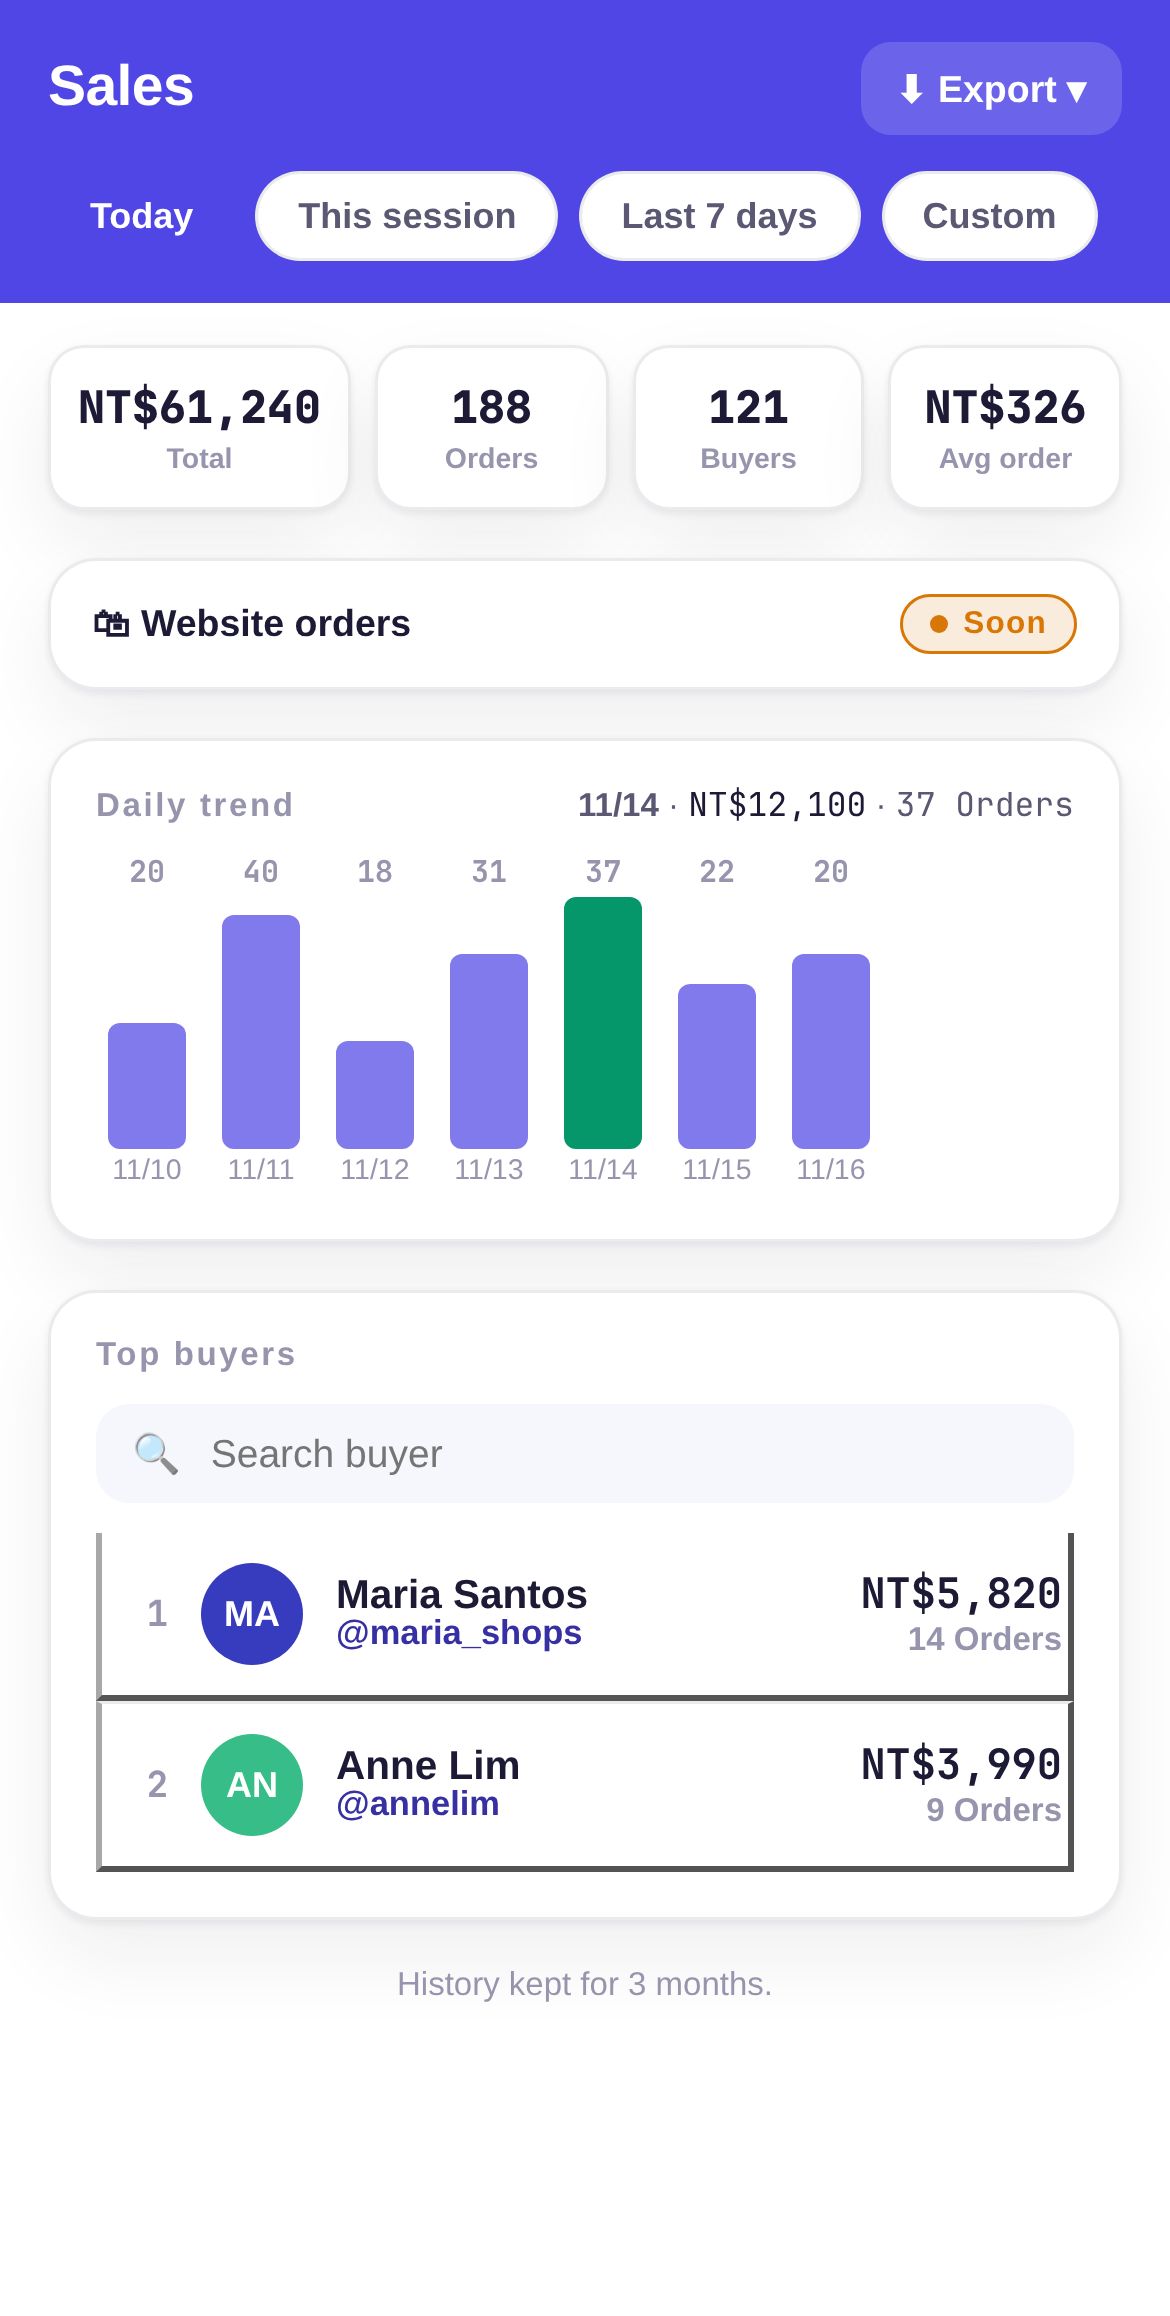 Sales
⬇ Export ▾
Today
This session
Last 7 days
Custom
NT$61,240
Total
188
Orders
121
Buyers
NT$326
Avg order
🛍 Website orders
Soon
Daily trend
11/14 · NT$12,100 · 37 Orders
20 40 18 31 37 22 20
11/10 11/11 11/12 11/13 11/14 11/15 11/16
Top buyers
🔍 Search buyer
1
MA
Maria Santos
@maria_shops
NT$5,820
14 Orders
2
AN
Anne Lim
@annelim
NT$3,990
9 Orders
History kept for 3 months.